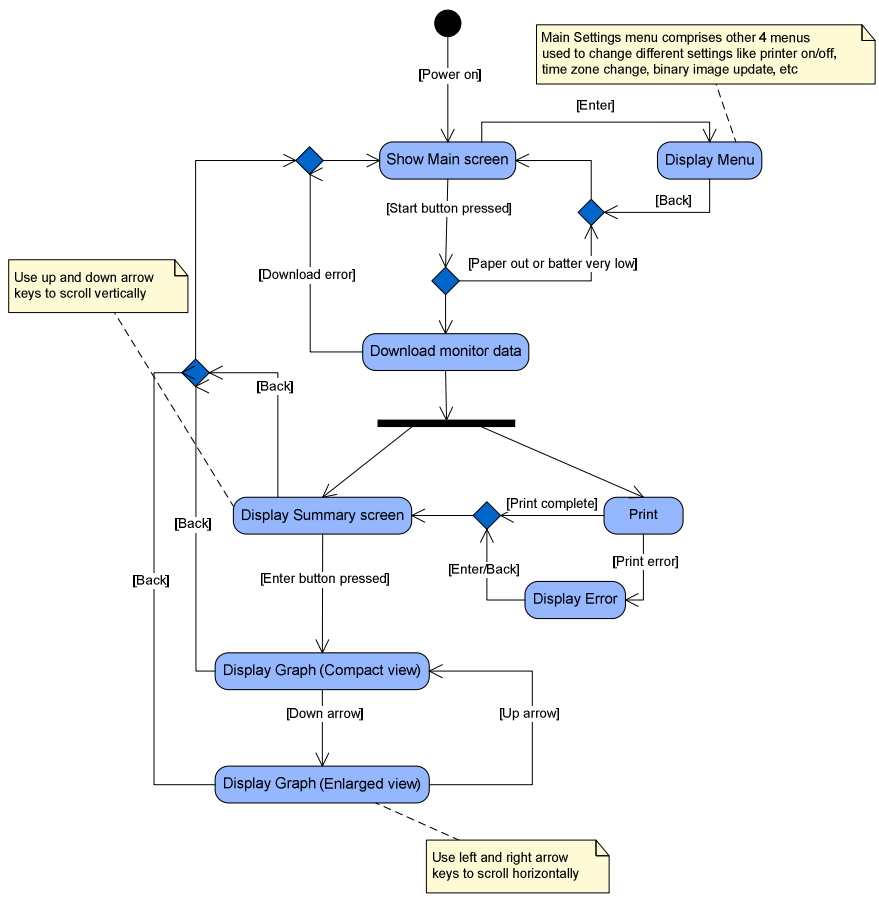 Main Settings menu comprises other 4 menus
used to change different settings like printer on/off,
time zone change, binary image update, etc
[Power on]
[Enter]
Show Main screen
Display Menu
[Back]
[Start button pressed]
[Paper out or batter very low]
[Download error]
Use up and down arrow
keys to scroll vertically
Download monitor data
[Back]
Display Summary screen
[Print complete]
Print
[Back]
[Print error]
[Enter/Back]
[Enter button pressed]
[Back]
Display Error
Display Graph (Compact view)
[Down arrow]
[Up arrow]
Display Graph (Enlarged view)
Use left and right arrow
keys to scroll horizontally